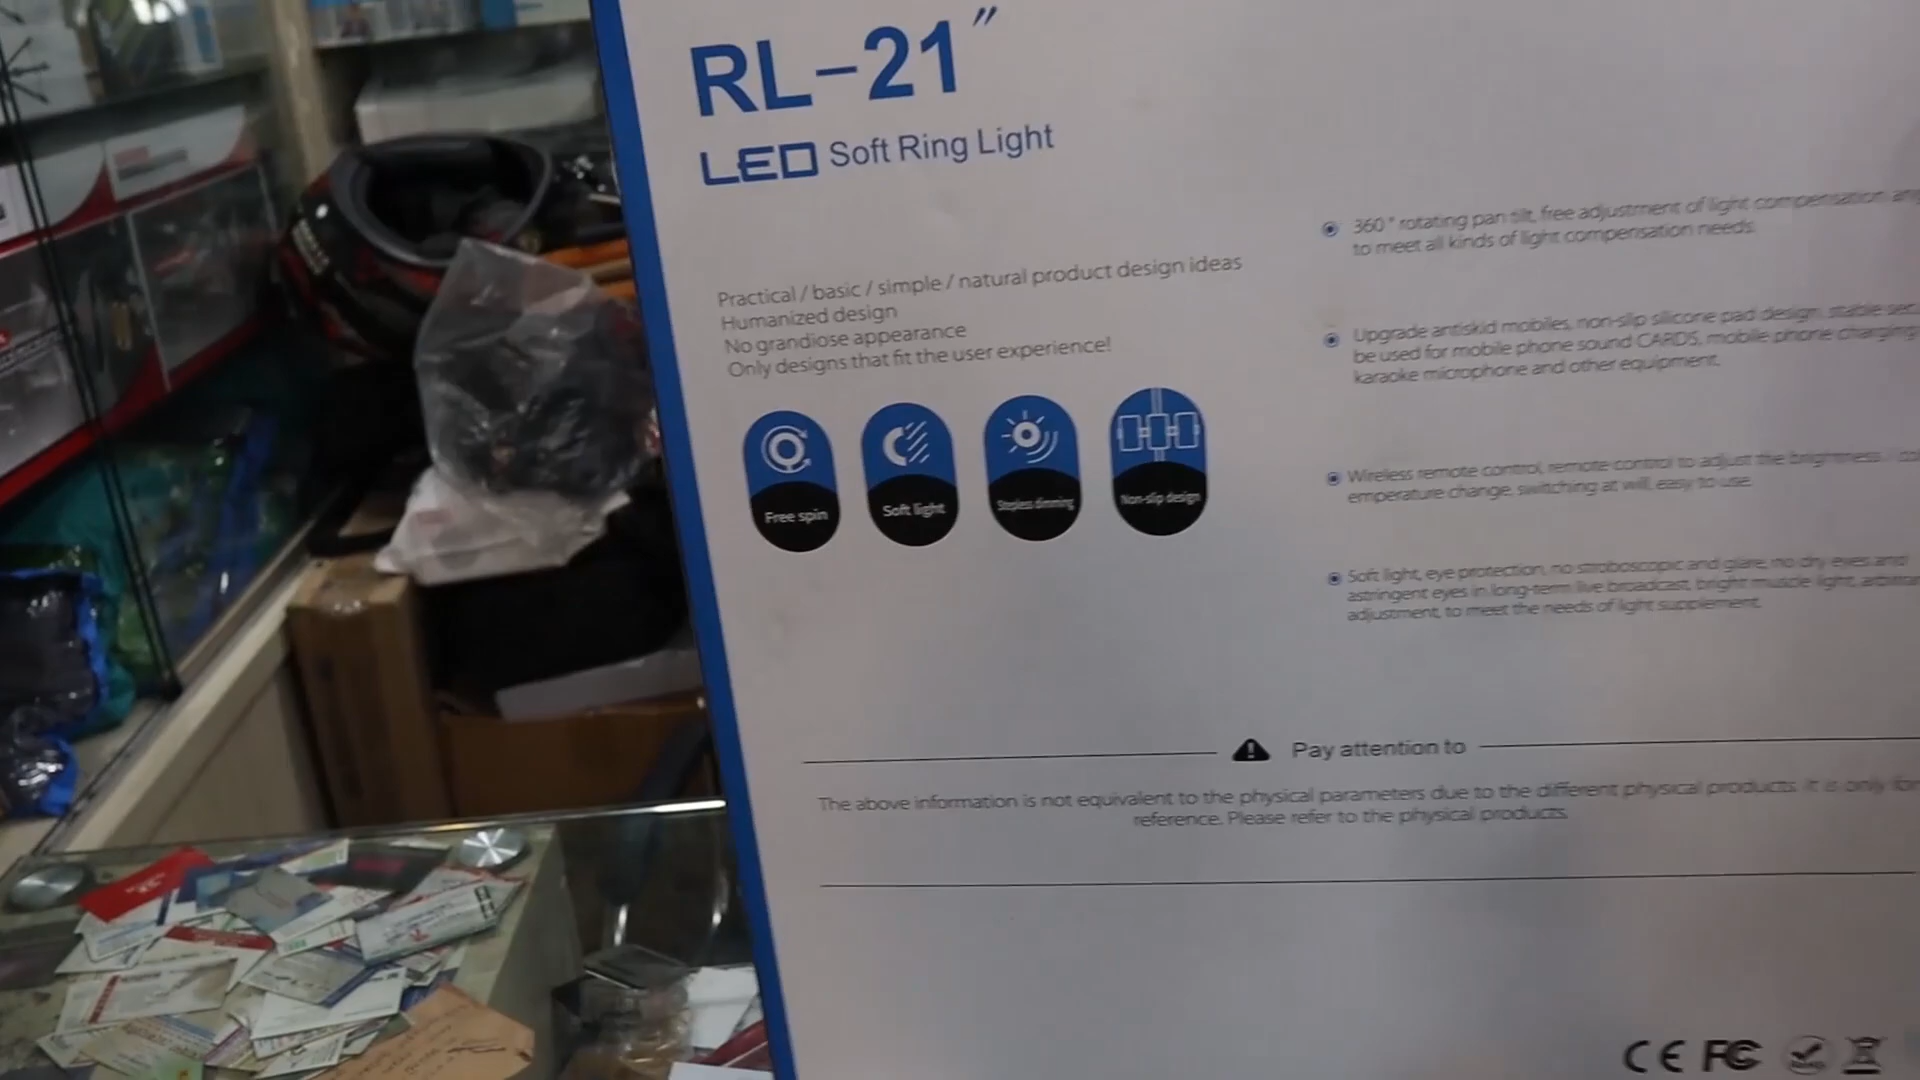 RL-21"
LED Soft Ring Light
Practical / basic / simple / natural product design ideas
Humanized design
No grandiose appearance
Only designs that fit the user experience!
Free spin
Soft light
Stepless dimming
Non-slip design
360° rotating pan tilt, free adjustment of light compensation
to meet all kinds of light compensation needs.
Upgrade antiskid mobiles, non-slip silicone pad design, stable
be used for mobile phone sound CARDS, mobile phone charging
karaoke microphone and other equipment.
Wireless remote control, remote control to adjust the brightness
emperature change, switching at will, easy to use.
Soft light, eye protection, no stroboscopic and glare, no dry eyes and
astringent eyes in long-term live broadcast, bright muscle light,
adjustment, to meet the needs of light supplement.
Pay attention to
The above information is not equivalent to the physical parameters due to the different physical products. It is only for
reference. Please refer to the physical products.
CE FC